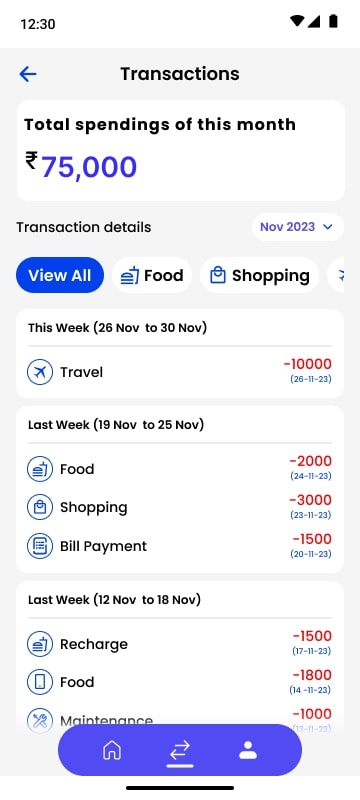 12:30
Transactions
Total spendings of this month
₹75,000
Transaction details
Nov 2023
View All
Food
Shopping
This Week (26 Nov to 30 Nov)
Travel
-10000
(26-11-23)
Last Week (19 Nov to 25 Nov)
Food
-2000
(24-11-23)
Shopping
-3000
(23-11-23)
Bill Payment
-1500
(20-11-23)
Last Week (12 Nov to 18 Nov)
Recharge
-1500
(17-11-23)
Food
-1800
(14 -11-23)
Maintenance
-1000
(13-11-23)